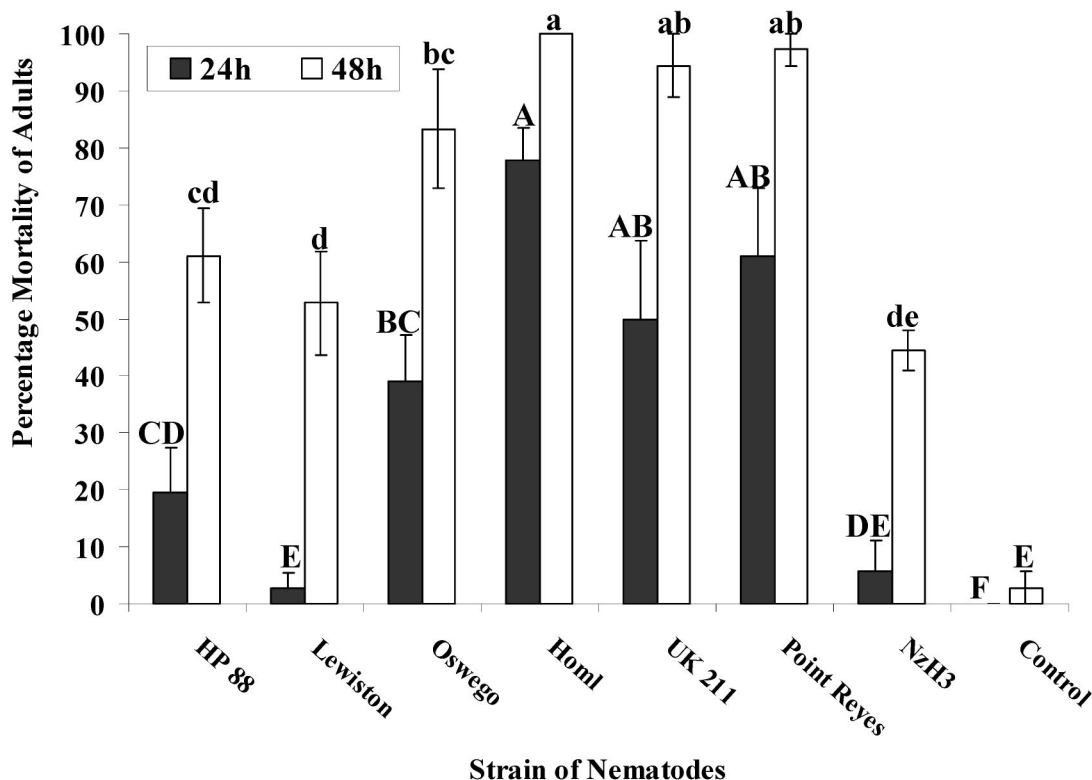 Percentage Mortality of Adults
100
90
80
70
60
50
40
30
20
10
0
24h 48h
CD
cd
E
d
BC
bc
A
a
AB
ab
AB
ab
DE
de
F
E
HP 88
Lewiston
Oswego
Homl
UK 211
Point Reyes
NzH3
Control
Strain of Nematodes